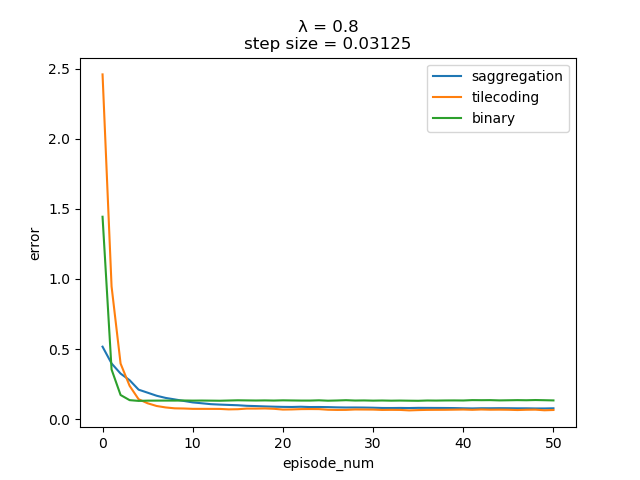 λ = 0.8
step size = 0.03125
saggregation
tilecoding
binary
error
2.5
2.0
1.5
1.0
0.5
0.0
0
10
20
30
40
50
episode_num